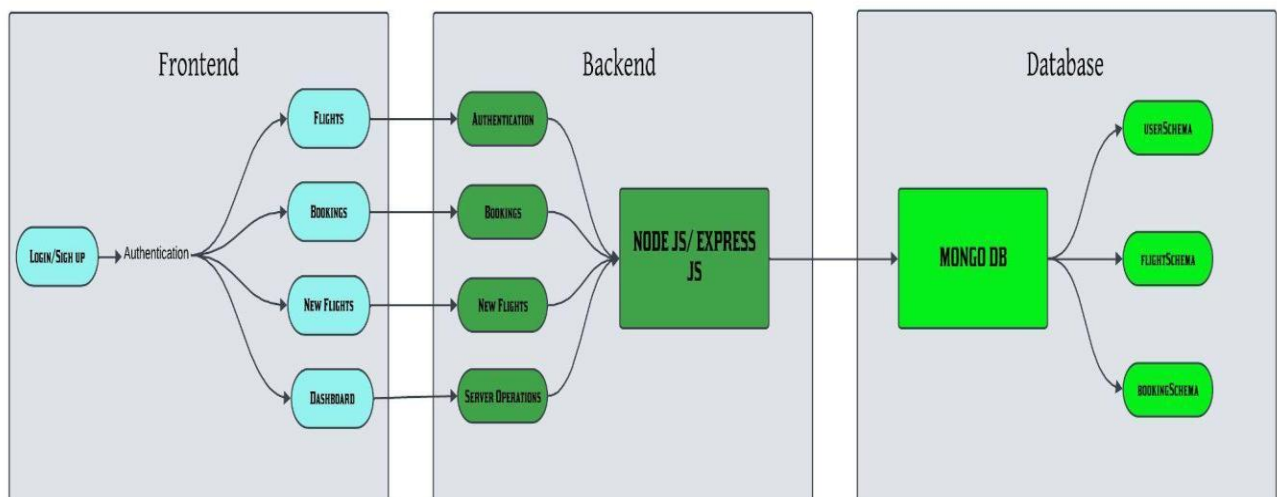 Frontend
Backend
Database
FLIGHTS
AUTHENTICATION
USERSCHEMA
BOOKINGS
BOOKINGS
LOGIN/SIGH UP
Authentication
NODE JS/ EXPRESS
JS
MONGO DB
FLIGHTSCHEMA
NEW FLIGHTS
NEW FLIGHTS
DASHBOARD
SERVER OPERATIONS
BOOKINGSCHEMA